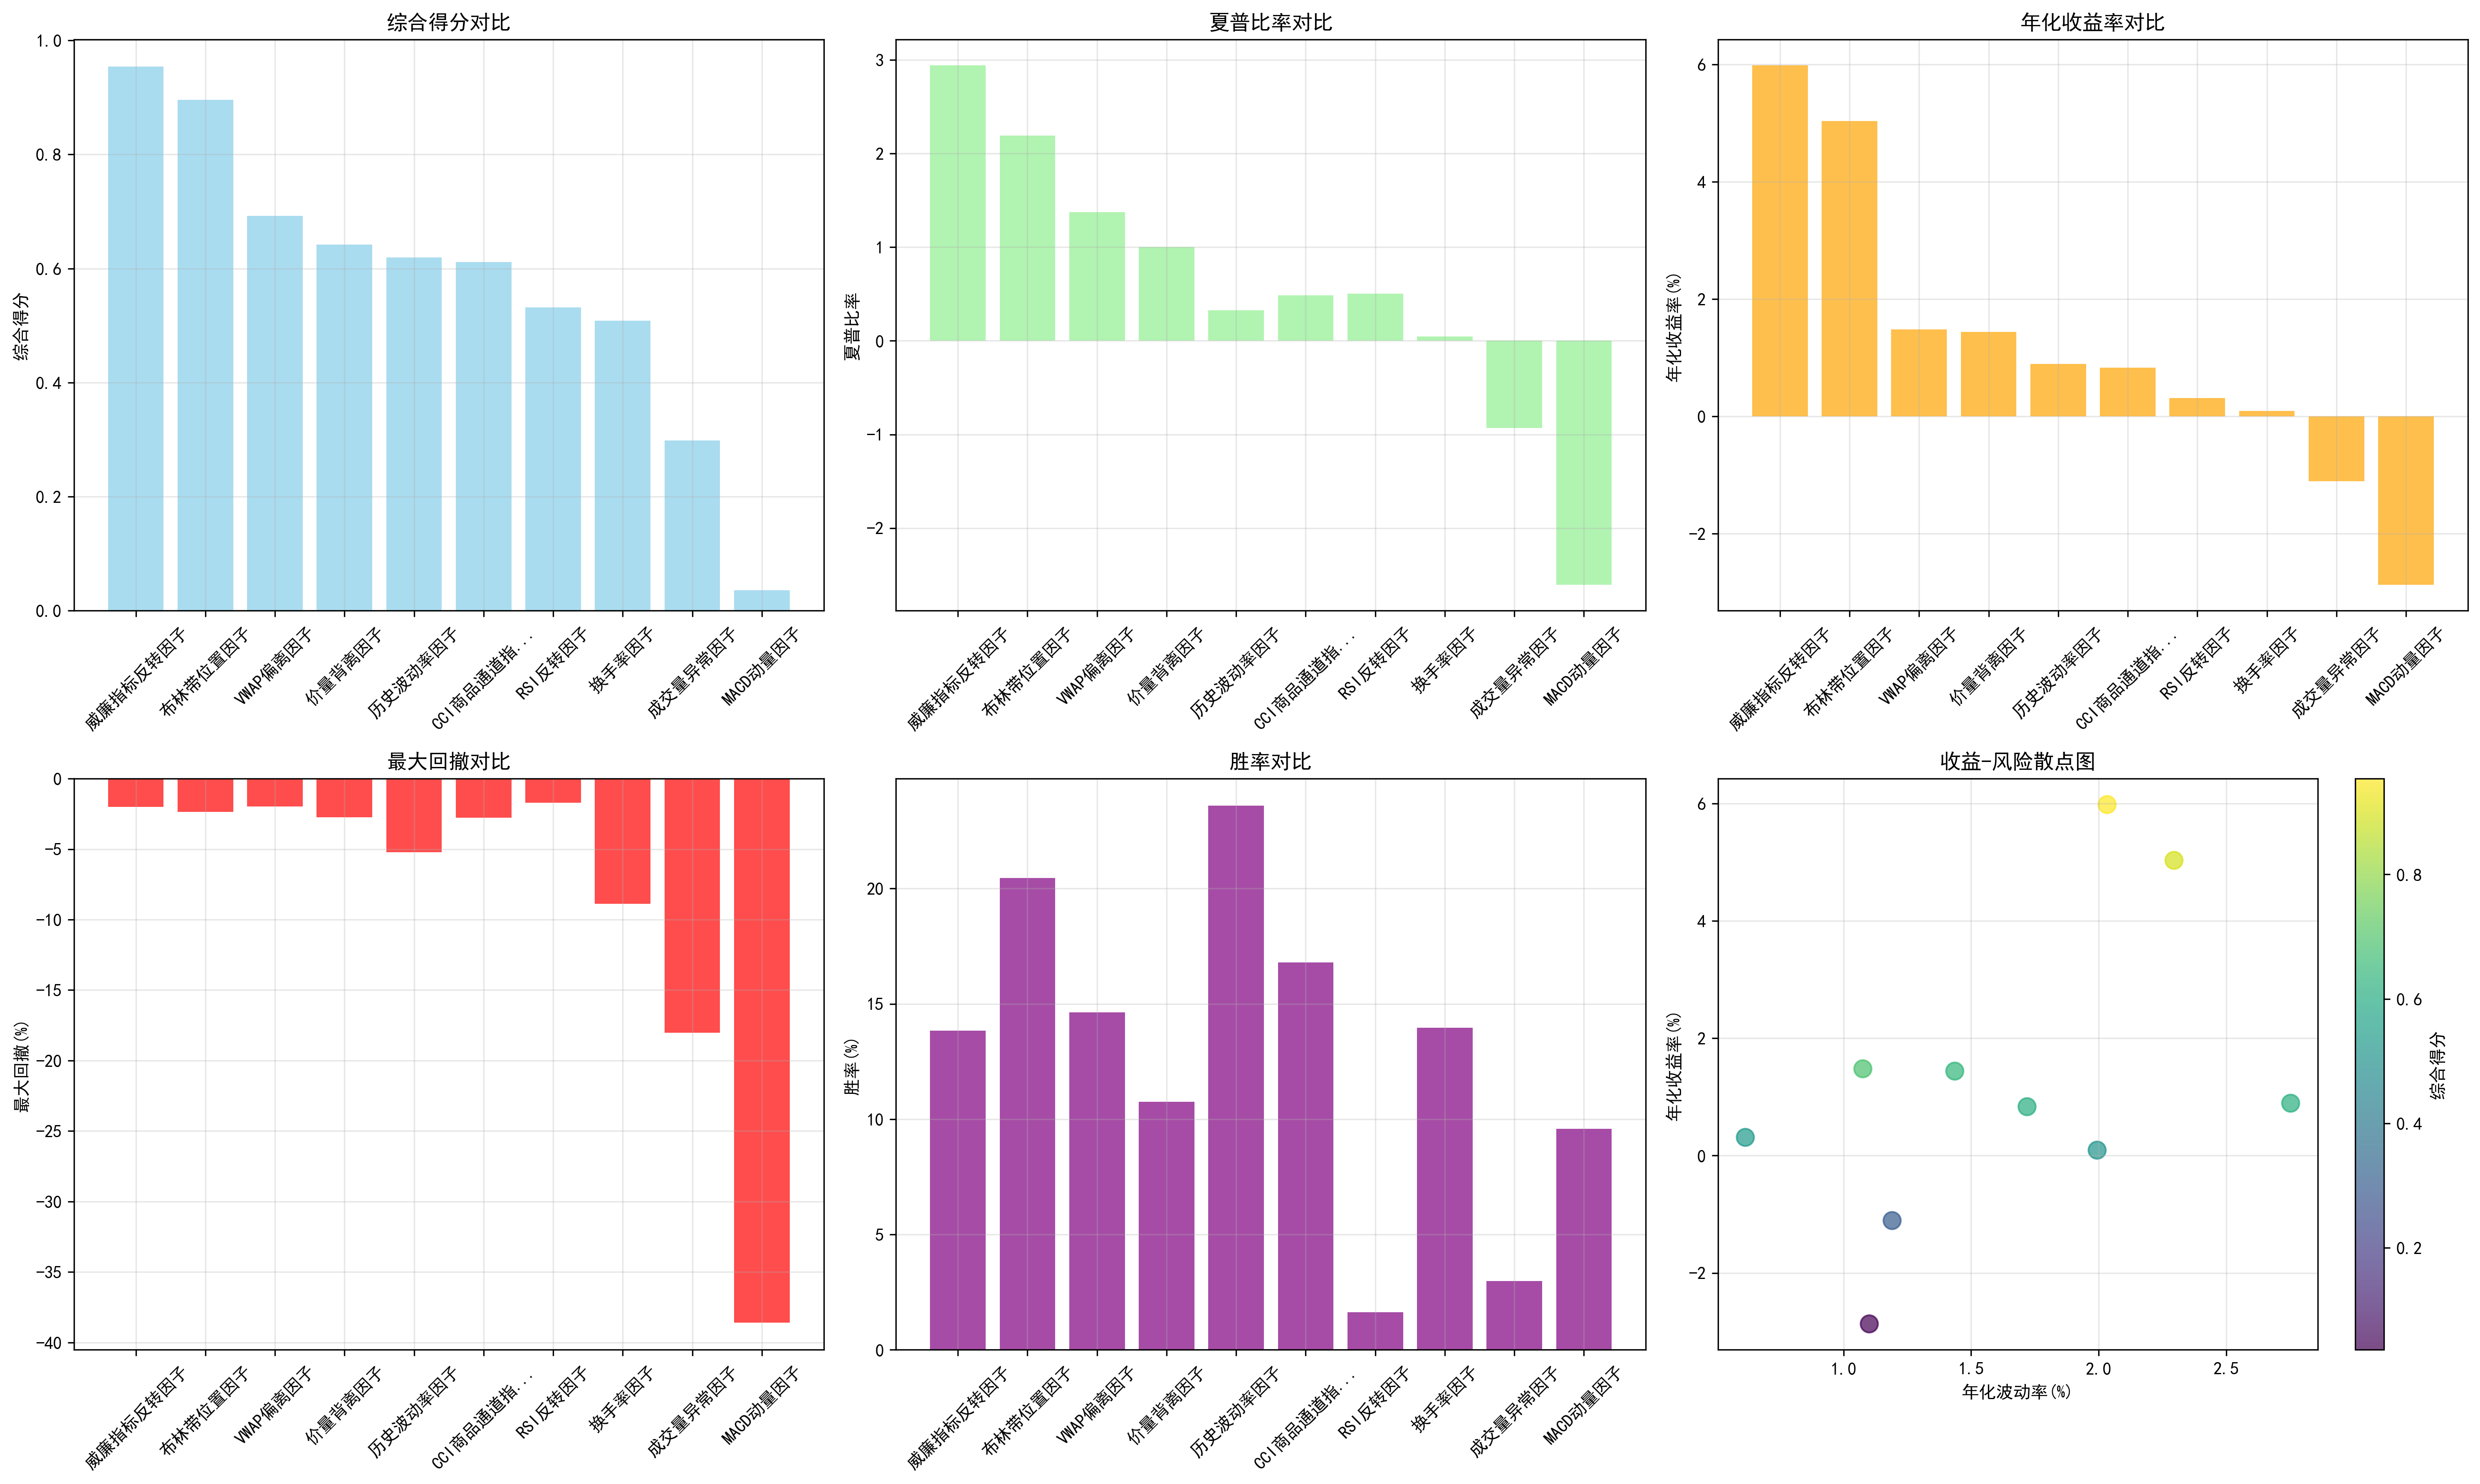 综合得分对比
综合得分
1.0
0.8
0.6
0.4
0.2
0.0
威廉指标反转因子
布林带位置因子
VWAP偏离因子
价量背离因子
历史波动率因子
CCI商品通道指...
RSI反转因子
换手率因子
成交量异常因子
MACD动量因子
夏普比率对比
夏普比率
3
2
1
0
−1
−2
威廉指标反转因子
布林带位置因子
VWAP偏离因子
价量背离因子
历史波动率因子
CCI商品通道指...
RSI反转因子
换手率因子
成交量异常因子
MACD动量因子
年化收益率对比
年化收益率(%)
6
4
2
0
−2
威廉指标反转因子
布林带位置因子
VWAP偏离因子
价量背离因子
历史波动率因子
CCI商品通道指...
RSI反转因子
换手率因子
成交量异常因子
MACD动量因子
最大回撤对比
最大回撤(%)
0
−5
−10
−15
−20
−25
−30
−35
−40
威廉指标反转因子
布林带位置因子
VWAP偏离因子
价量背离因子
历史波动率因子
CCI商品通道指...
RSI反转因子
换手率因子
成交量异常因子
MACD动量因子
胜率对比
胜率(%)
20
15
10
5
0
威廉指标反转因子
布林带位置因子
VWAP偏离因子
价量背离因子
历史波动率因子
CCI商品通道指...
RSI反转因子
换手率因子
成交量异常因子
MACD动量因子
收益-风险散点图
年化收益率(%)
6
4
2
0
−2
1.0
1.5
2.0
2.5
年化波动率(%)
0.8
0.6
0.4
0.2
综合得分